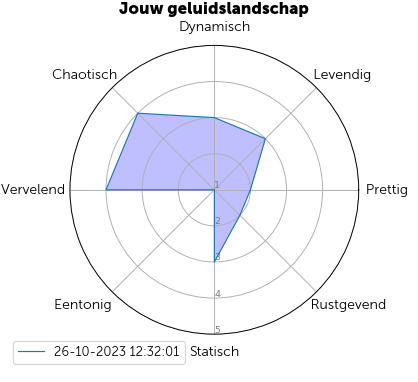 Jouw geluidslandschap
Dynamisch
Chaotisch
Levendig
1
Vervelend
Prettig
2
3
4
Eentonig
Rustgevend
5
26-10-2023 12:32:01
Statisch